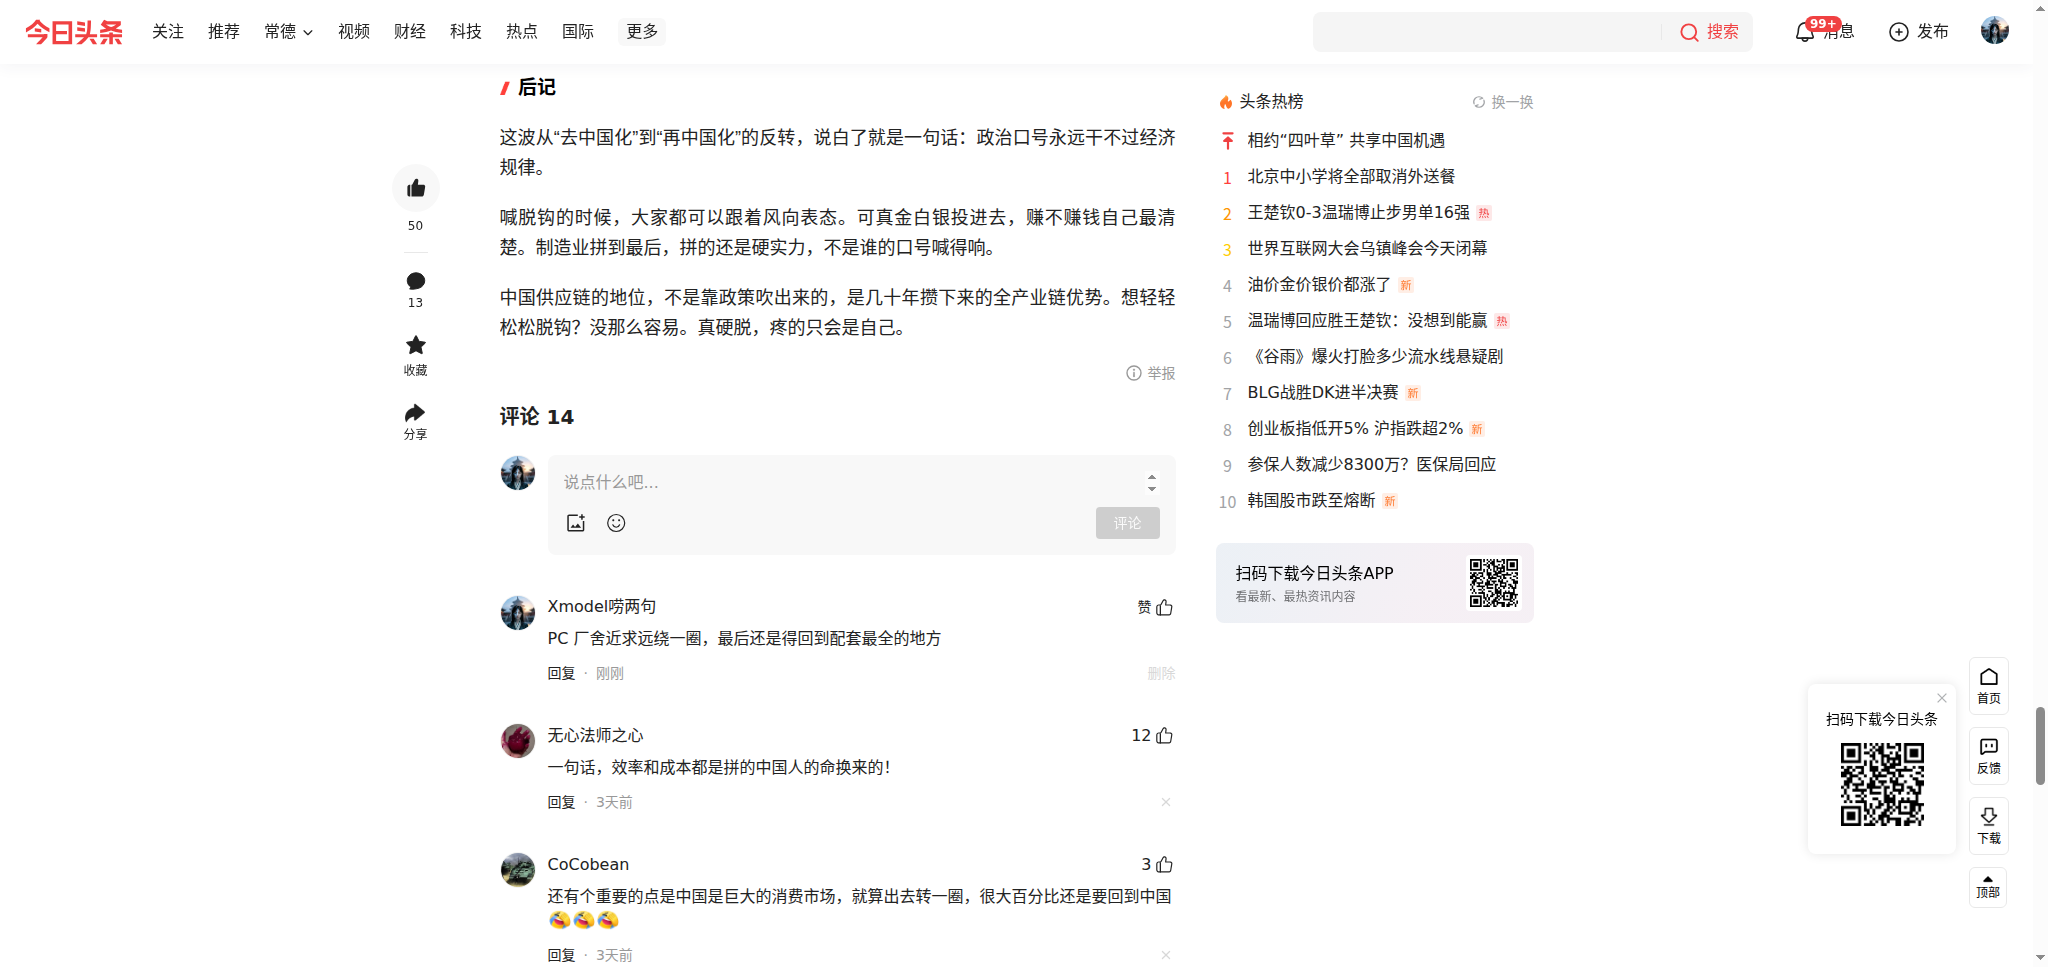 今日头条
关注 推荐 常德 视频 财经 科技 热点 国际 更多
搜索
99+
消息
发布
后记
这波从“去中国化”到“再中国化”的反转，说白了就是一句话：政治口号永远干不过经济
规律。
喊脱钩的时候，大家都可以跟着风向表态。可真金白银投进去，赚不赚钱自己最清
楚。制造业拼到最后，拼的还是硬实力，不是谁的口号喊得响。
中国供应链的地位，不是靠政策吹出来的，是几十年攒下来的全产业链优势。想轻轻
松松脱钩？没那么容易。真硬脱，疼的只会是自己。
举报
50
13
收藏
分享
评论 14
说点什么吧...
评论
Xmodel唠两句
赞
PC 厂舍近求远绕一圈，最后还是得回到配套最全的地方
回复 · 刚刚
删除
无心法师之心
12
一句话，效率和成本都是拼的中国人的命换来的！
回复 · 3天前
CoCobean
3
还有个重要的点是中国是巨大的消费市场，就算出去转一圈，很大百分比还是要回到中国
🤣🤣🤣
回复 · 3天前
头条热榜
换一换
相约“四叶草” 共享中国机遇
1 北京中小学将全部取消外送餐
2 王楚钦0-3温瑞博止步男单16强 热
3 世界互联网大会乌镇峰会今天闭幕
4 油价金价银价都涨了 新
5 温瑞博回应胜王楚钦：没想到能赢 热
6 《谷雨》爆火打脸多少流水线悬疑剧
7 BLG战胜DK进半决赛 新
8 创业板指低开5% 沪指跌超2% 新
9 参保人数减少8300万？医保局回应
10 韩国股市跌至熔断 新
扫码下载今日头条APP
看最新、最热资讯内容
扫码下载今日头条
首页
反馈
下载
顶部